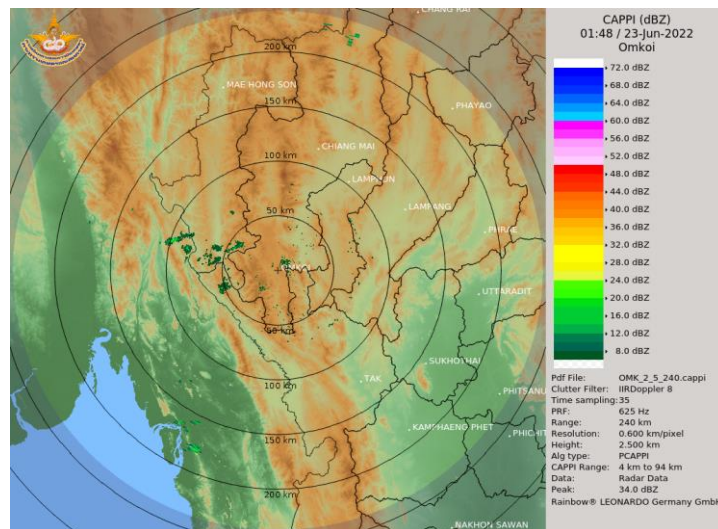 CHANG RAI
200 km
MAE HONG SON
150 km
PHAYAO
CHIANG MAI
100 km
LAMPHUN
50 km
LAMPANG
PHRAE
UTTARADIT
50 km
SUKHOTHAI
TAK
100 km
PHITSANU
KAMPHAENG PHET
PHICHIT
150 km
200 km
NAKHON SAWAN
CAPPI (dBZ)
01:48 / 23-Jun-2022
Omkoi
72.0 dBZ
68.0 dBZ
64.0 dBZ
60.0 dBZ
56.0 dBZ
52.0 dBZ
48.0 dBZ
44.0 dBZ
40.0 dBZ
36.0 dBZ
32.0 dBZ
28.0 dBZ
24.0 dBZ
20.0 dBZ
16.0 dBZ
12.0 dBZ
8.0 dBZ
Pdf File: OMK_2_5_240.cappi
Clutter Filter: IIRDoppler 8
Time sampling:35
PRF: 625 Hz
Range: 240 km
Resolution: 0.600 km/pixel
Height: 2.500 km
Alg type: PCAPPI
CAPPI Range: 4 km to 94 km
Data: Radar Data
Peak: 34.0 dBZ
Rainbow® LEONARDO Germany GmbH